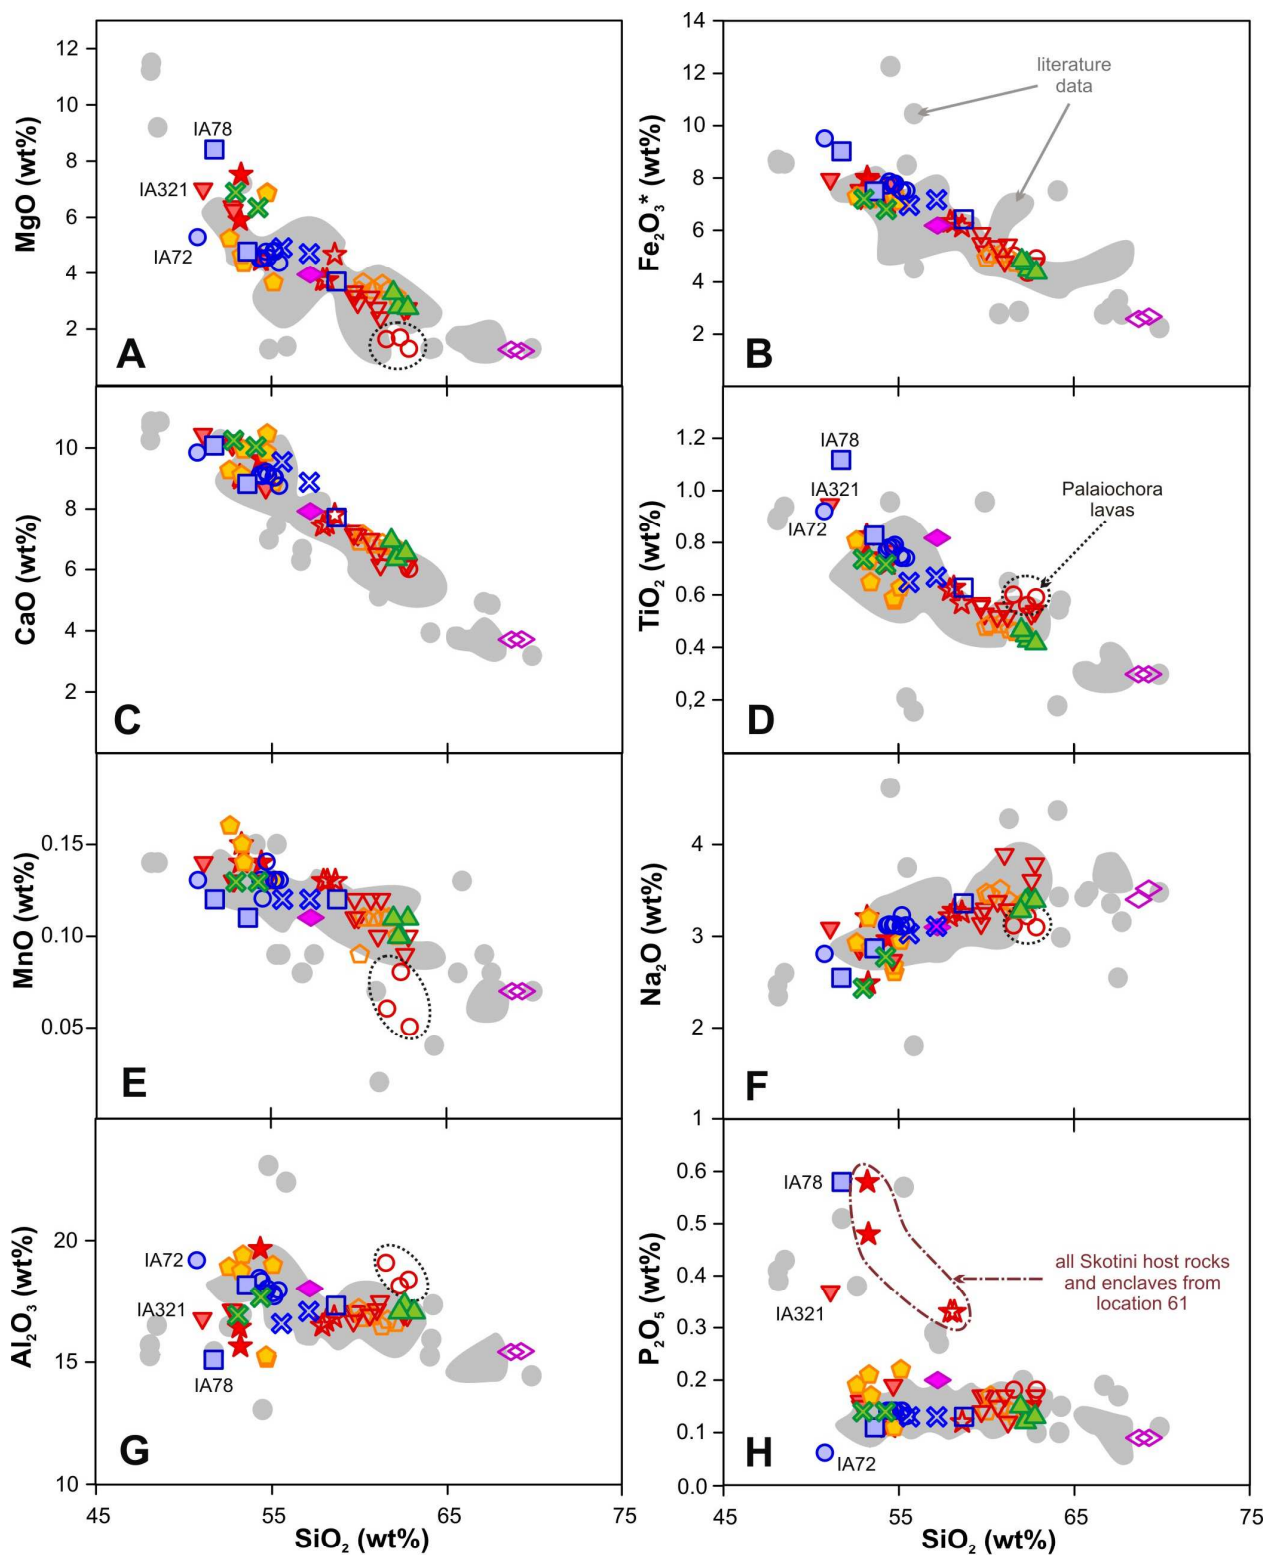 12
10
8
6
4
2
MgO (wt%)
IA78
IA321
IA72
A
14
12
10
8
6
4
2
Fe₂O₃* (wt%)
literature
data
B
10
8
6
4
2
CaO (wt%)
C
1.2
1.0
0.8
0.6
0.4
0,2
TiO₂ (wt%)
IA78
IA321
IA72
Palaiochora
lavas
D
0.15
0.10
0.05
MnO (wt%)
E
4
3
2
1
Na₂O (wt%)
F
20
15
10
Al₂O₃ (wt%)
IA72
IA321
IA78
G
45
55
65
75
SiO₂ (wt%)
0.6
0.5
0.4
0.3
0.2
0.1
0.0
P₂O₅ (wt%)
IA78
IA321
all Skotini host rocks
and enclaves from
location 61
IA72
H
45
55
65
75
SiO₂ (wt%)